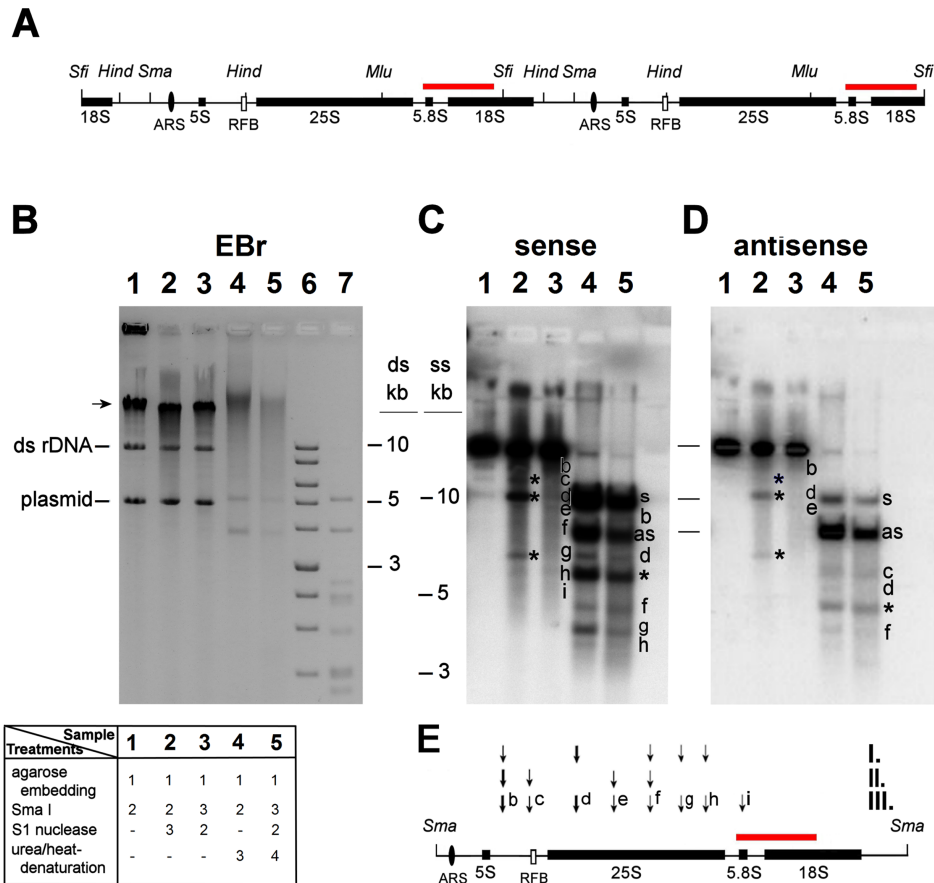 A
Sfi Hind Sma Hind Mlu Sfi Hind Sma Hind Mlu Sfi
18S ARS 5S RFB 25S 5.8S 18S ARS 5S RFB 25S 5.8S 18S
B
EBr
1 2 3 4 5 6 7
ds rDNA
plasmid
ds ss
kb kb
10
5
10
3
5
3
C
sense
1 2 3 4 5
b
c
d
e
f
g
h
i
*
*
*
s
b
as
d
*
f
g
h
D
antisense
1 2 3 4 5
*
*
*
b
d
e
s
as
c
d
*
f
Sample 1 2 3 4 5
Treatments
agarose embedding 1 1 1 1 1
Sma I 2 2 3 2 3
S1 nuclease - 3 2 - 2
urea/heat-denaturation - - - 3 4
E
I.
II.
III.
b c d e f g h i
Sma Sma
ARS 5S RFB 25S 5.8S 18S